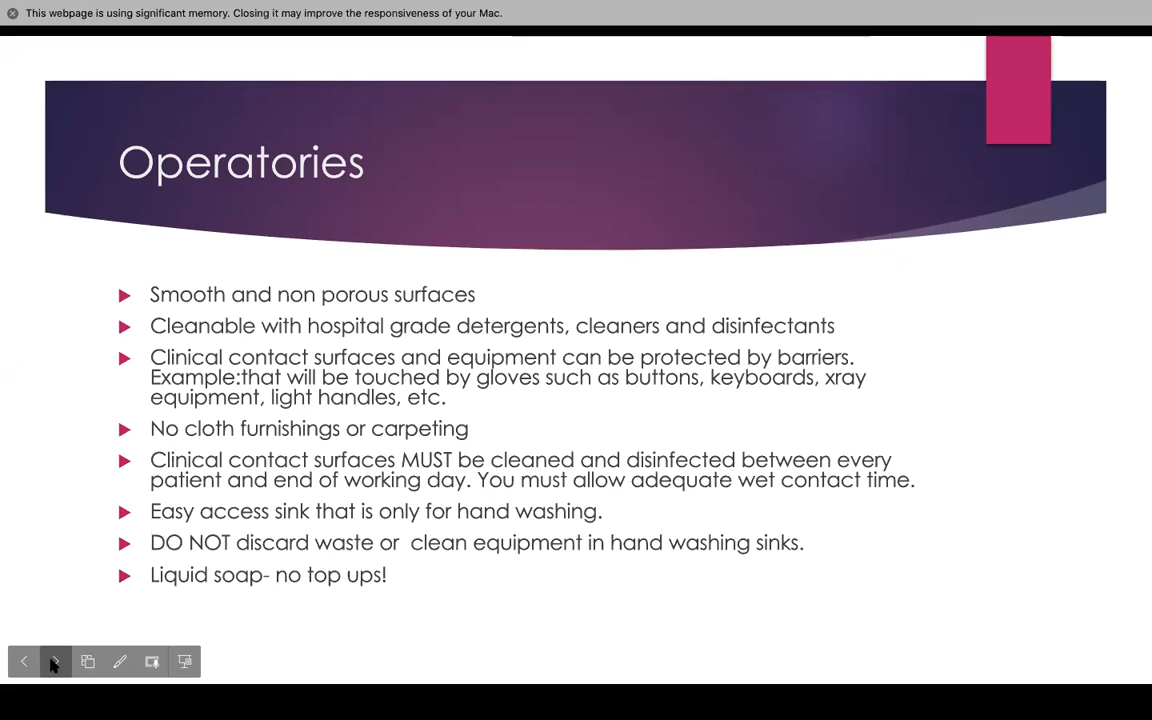 This webpage is using significant memory. Closing it may improve the responsiveness of your Mac.
Operatories
Smooth and non porous surfaces
Cleanable with hospital grade detergents, cleaners and disinfectants
Clinical contact surfaces and equipment can be protected by barriers.
Example:that will be touched by gloves such as buttons, keyboards, xray
equipment, light handles, etc.
No cloth furnishings or carpeting
Clinical contact surfaces MUST be cleaned and disinfected between every
patient and end of working day. You must allow adequate wet contact time.
Easy access sink that is only for hand washing.
DO NOT discard waste or  clean equipment in hand washing sinks.
Liquid soap- no top ups!